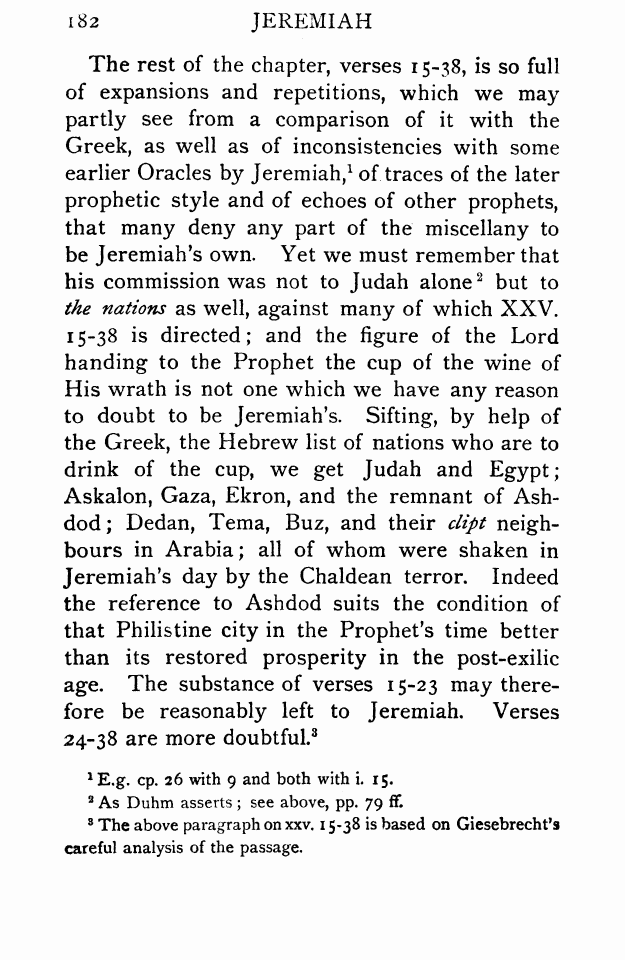 182 JEREMIAH
The rest of the chapter, verses 15-38, is so full
of expansions and repetitions, which we may
partly see from a comparison of it with the
Greek, as well as of inconsistencies with some
earlier Oracles by Jeremiah,¹ of traces of the later
prophetic style and of echoes of other prophets,
that many deny any part of the miscellany to
be Jeremiah's own. Yet we must remember that
his commission was not to Judah alone² but to
the nations as well, against many of which XXV.
15-38 is directed; and the figure of the Lord
handing to the Prophet the cup of the wine of
His wrath is not one which we have any reason
to doubt to be Jeremiah's. Sifting, by help of
the Greek, the Hebrew list of nations who are to
drink of the cup, we get Judah and Egypt;
Askalon, Gaza, Ekron, and the remnant of Ash-
dod; Dedan, Tema, Buz, and their clipt neigh-
bours in Arabia; all of whom were shaken in
Jeremiah's day by the Chaldean terror. Indeed
the reference to Ashdod suits the condition of
that Philistine city in the Prophet's time better
than its restored prosperity in the post-exilic
age. The substance of verses 15-23 may there-
fore be reasonably left to Jeremiah. Verses
24-38 are more doubtful.³
¹ E.g. cp. 26 with 9 and both with i. 15.
² As Duhm asserts; see above, pp. 79 ff.
³ The above paragraph on xxv. 15-38 is based on Giesebrecht's
careful analysis of the passage.